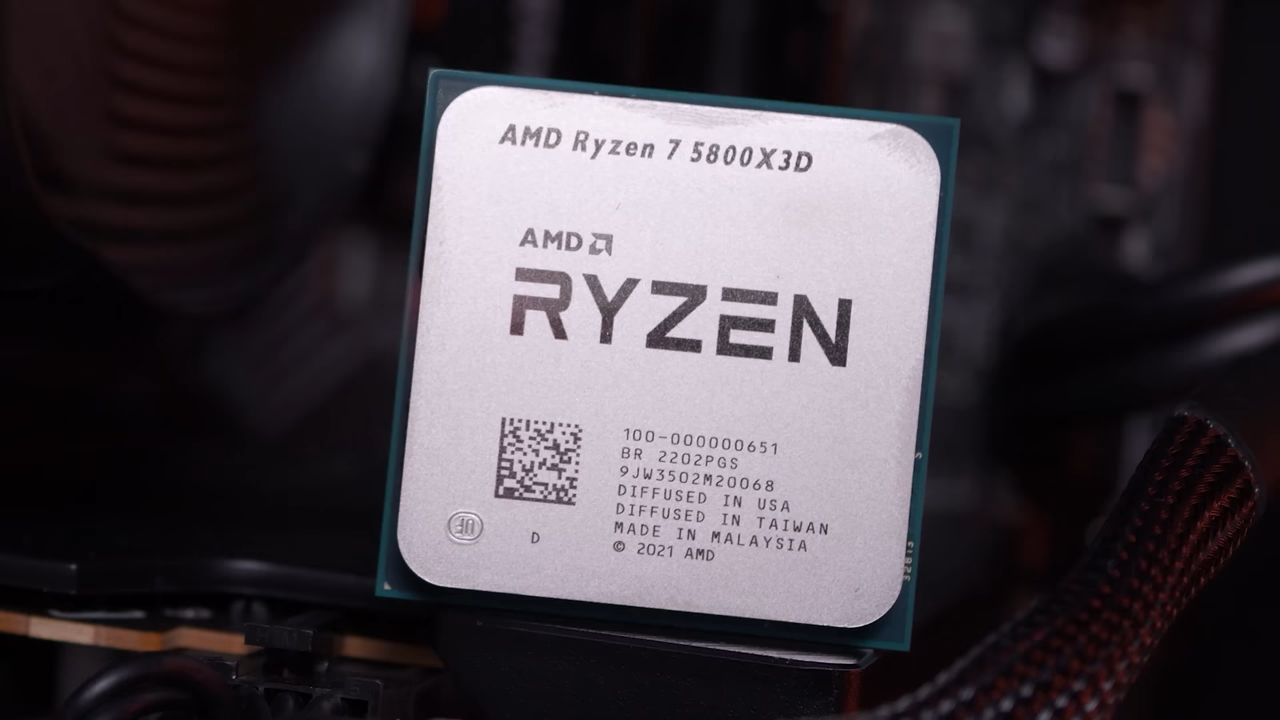 AMD Ryzen 7 5800X3D
AMD
RYZEN
100-000000651
BR 2202PGS
9JW3502M20068
DIFFUSED IN USA
DIFFUSED IN TAIWAN
MADE IN MALAYSIA
© 2021 AMD
D